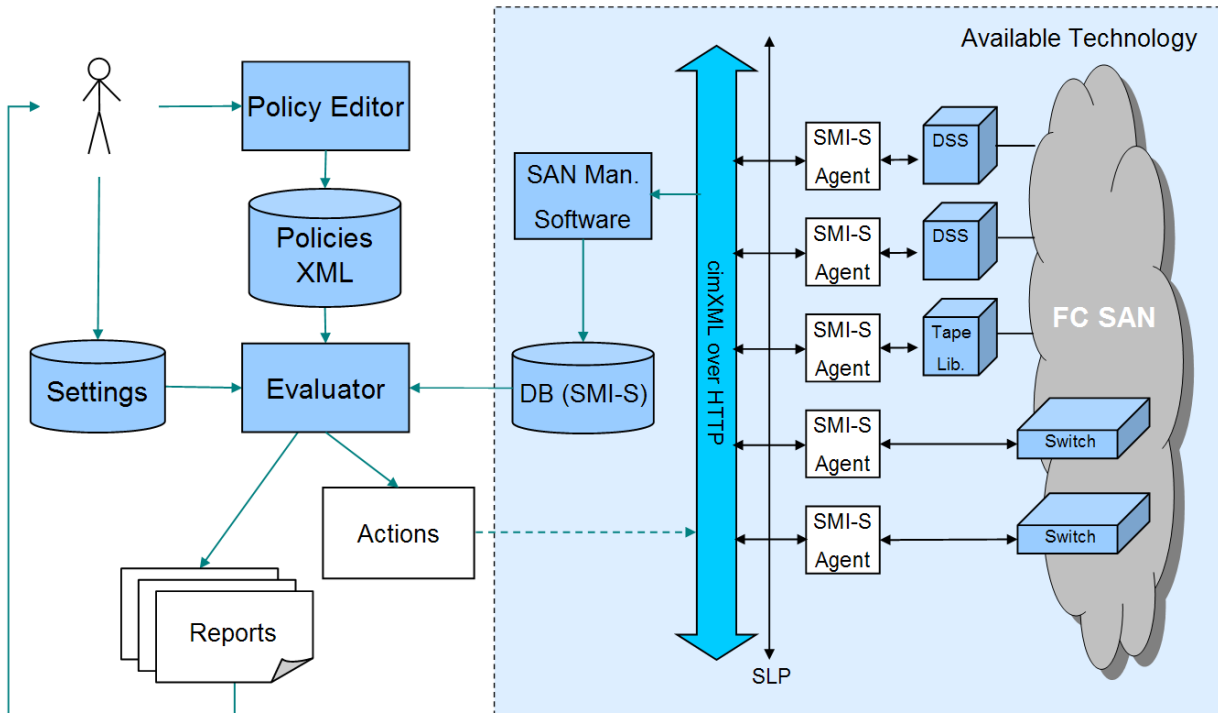 Available Technology
Policy Editor
Policies
XML
Settings
Evaluator
Actions
Reports
SAN Man.
Software
DB (SMI-S)
cimXML over HTTP
SLP
SMI-S
Agent
DSS
SMI-S
Agent
DSS
SMI-S
Agent
Tape
Lib.
SMI-S
Agent
Switch
SMI-S
Agent
Switch
FC SAN